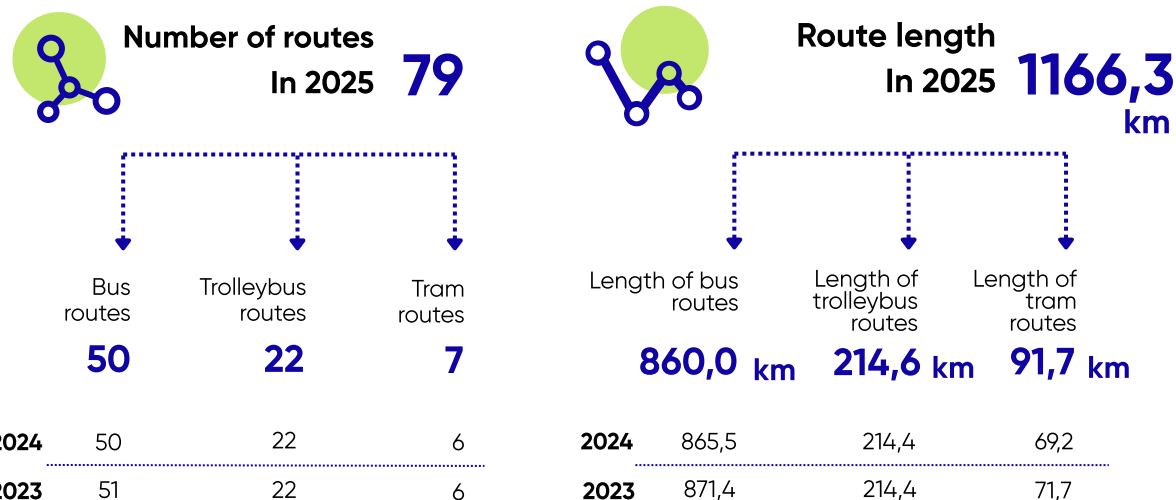 Number of routes
In 2025
79
Bus
routes
50
Trolleybus
routes
22
Tram
routes
7
2024 50 22 6
2023 51 22 6
Route length
In 2025
1166,3
km
Length of bus
routes
860,0 km
Length of
trolleybus
routes
214,6 km
Length of
tram
routes
91,7 km
2024 865,5 214,4 69,2
2023 871,4 214,4 71,7